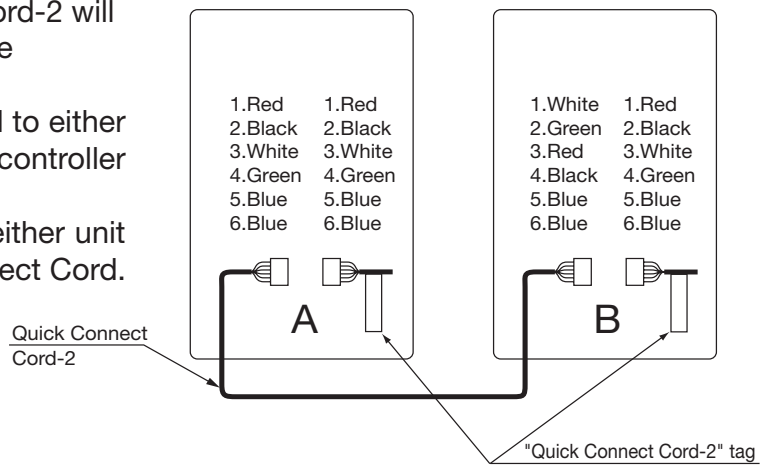 ord-2 will
e
to either
controller
either unit
ect Cord.
1.Red 1.Red
2.Black 2.Black
3.White 3.White
4.Green 4.Green
5.Blue 5.Blue
6.Blue 6.Blue
A
1.White 1.Red
2.Green 2.Black
3.Red 3.White
4.Black 4.Green
5.Blue 5.Blue
6.Blue 6.Blue
B
Quick Connect
Cord-2
"Quick Connect Cord-2" tag